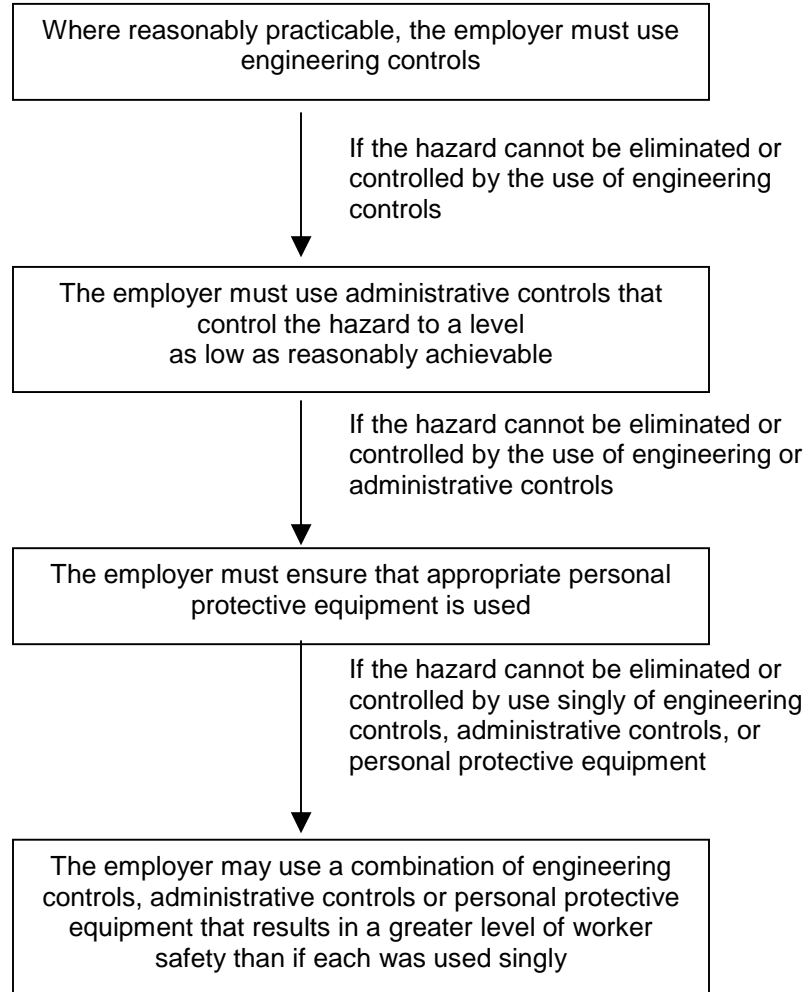 Where reasonably practicable, the employer must use
engineering controls
If the hazard cannot be eliminated or
controlled by the use of engineering
controls
The employer must use administrative controls that
control the hazard to a level
as low as reasonably achievable
If the hazard cannot be eliminated or
controlled by the use of engineering or
administrative controls
The employer must ensure that appropriate personal
protective equipment is used
If the hazard cannot be eliminated or
controlled by use singly of engineering
controls, administrative controls, or
personal protective equipment
The employer may use a combination of engineering
controls, administrative controls or personal protective
equipment that results in a greater level of worker
safety than if each was used singly